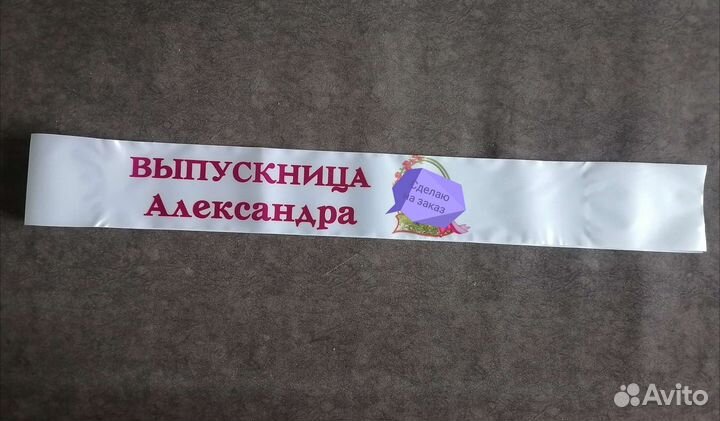 ВЫПУСКНИЦА
Александра
Сделаю
на заказ
Avito